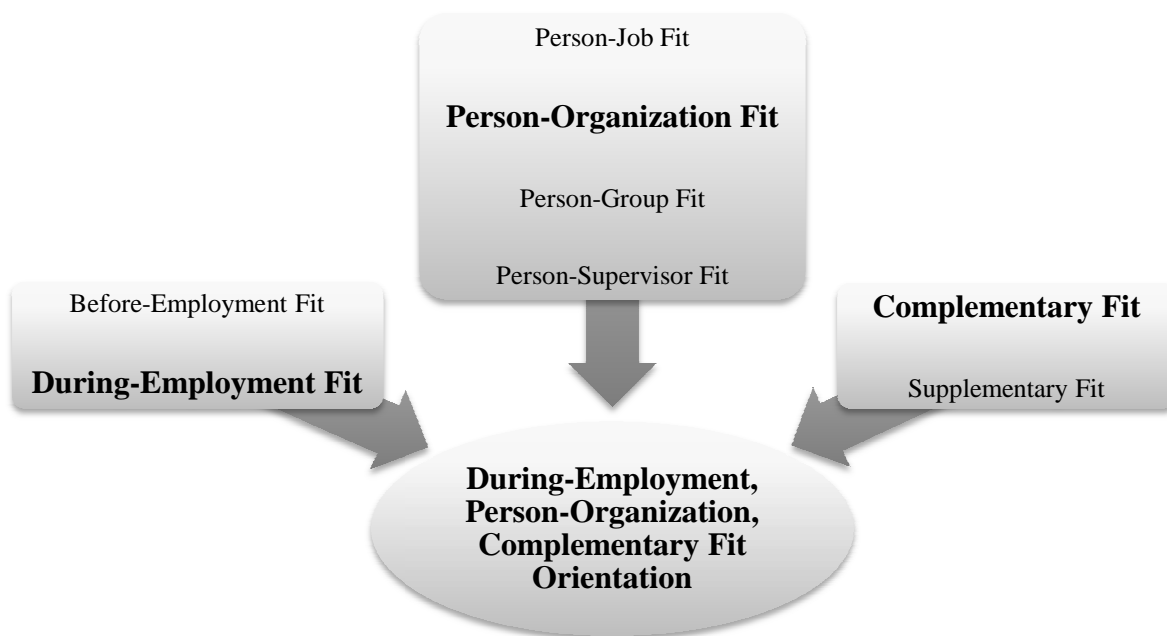 Person-Job Fit
Person-Organization Fit
Person-Group Fit
Person-Supervisor Fit
Before-Employment Fit
During-Employment Fit
Complementary Fit
Supplementary Fit
During-Employment,
Person-Organization,
Complementary Fit
Orientation